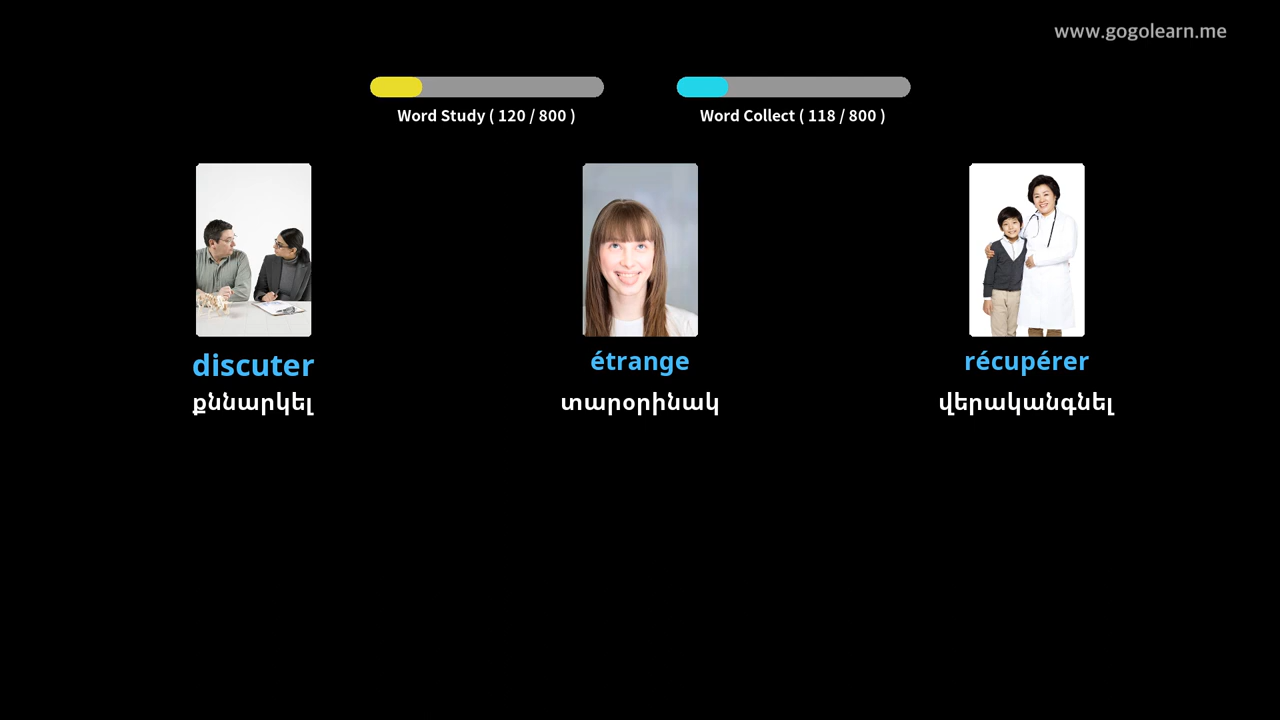 www.gogolearn.me
Word Study ( 120 / 800 )
Word Collect ( 118 / 800 )
discuter
քննարկել
étrange
տարօրինակ
récupérer
վերականգնել